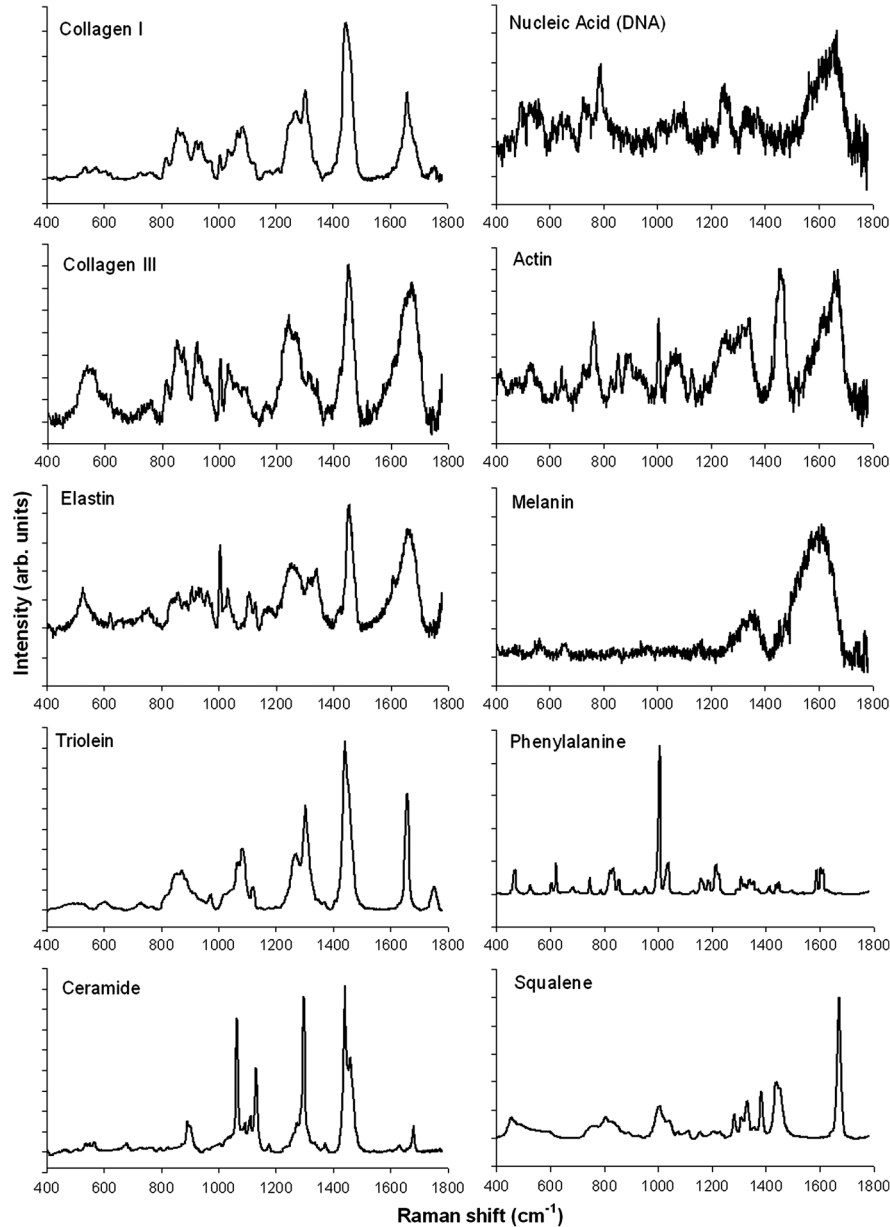 Collagen I
Nucleic Acid (DNA)
400 600 800 1000 1200 1400 1600 1800
400 600 800 1000 1200 1400 1600 1800
Collagen III
Actin
400 600 800 1000 1200 1400 1600 1800
400 600 800 1000 1200 1400 1600 1800
Elastin
Melanin
400 600 800 1000 1200 1400 1600 1800
400 600 800 1000 1200 1400 1600 1800
Intensity (arb. units)
Triolein
Phenylalanine
400 600 800 1000 1200 1400 1600 1800
400 600 800 1000 1200 1400 1600 1800
Ceramide
Squalene
400 600 800 1000 1200 1400 1600 1800
400 600 800 1000 1200 1400 1600 1800
Raman shift (cm⁻¹)